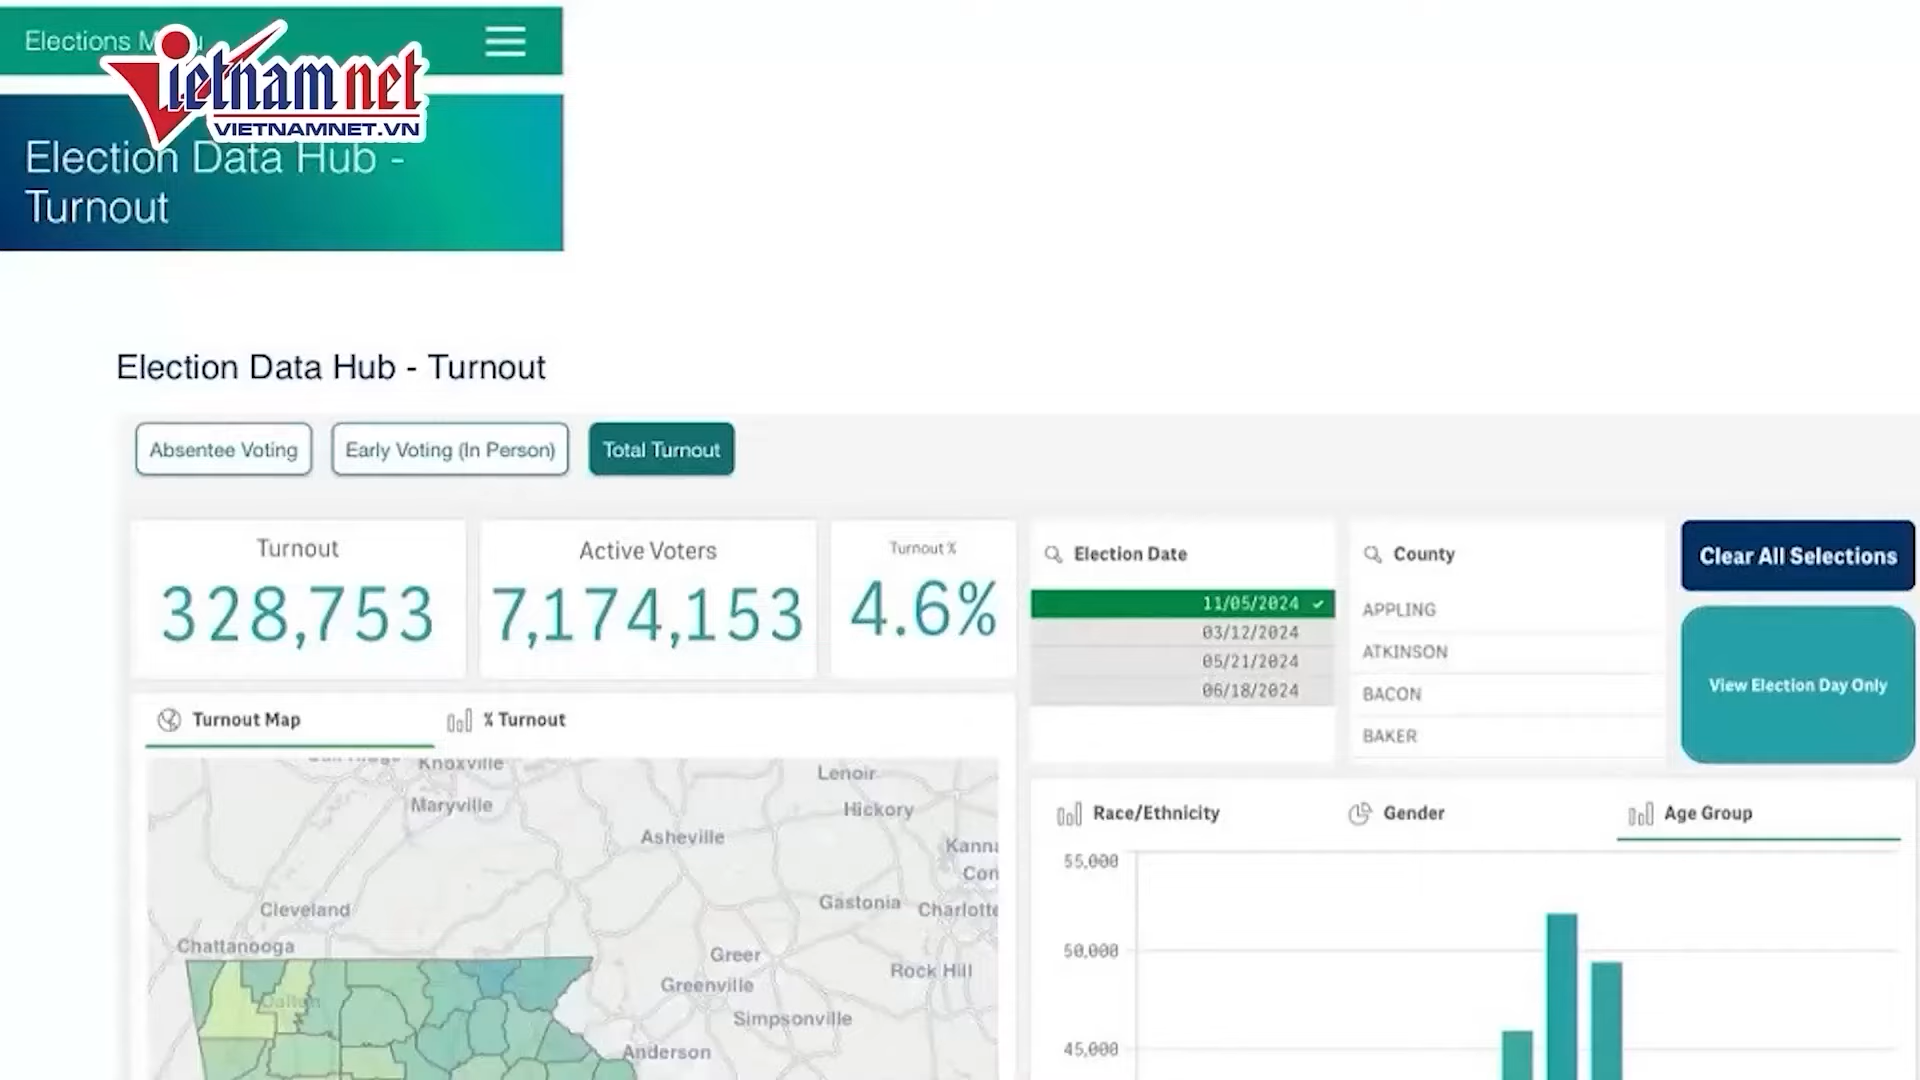 Elections M u
Vietnamnet
VIETNAMNET.VN
Election Data Hub -
Turnout
Election Data Hub - Turnout
Absentee Voting
Early Voting (In Person)
Total Turnout
Turnout
328,753
Active Voters
7,174,153
Turnout %
4.6%
Election Date
11/05/2024
03/12/2024
05/21/2024
06/18/2024
County
APPLING
ATKINSON
BACON
BAKER
Clear All Selections
View Election Day Only
Turnout Map
% Turnout
Knoxville
Maryville
Lenoir
Hickory
Asheville
Kanna
Con
Gastonia
Charlotte
Cleveland
Chattanooga
Greer
Greenville
Rock Hill
Dalton
Simpsonville
Anderson
Race/Ethnicity
Gender
Age Group
55,000
50,000
45,000